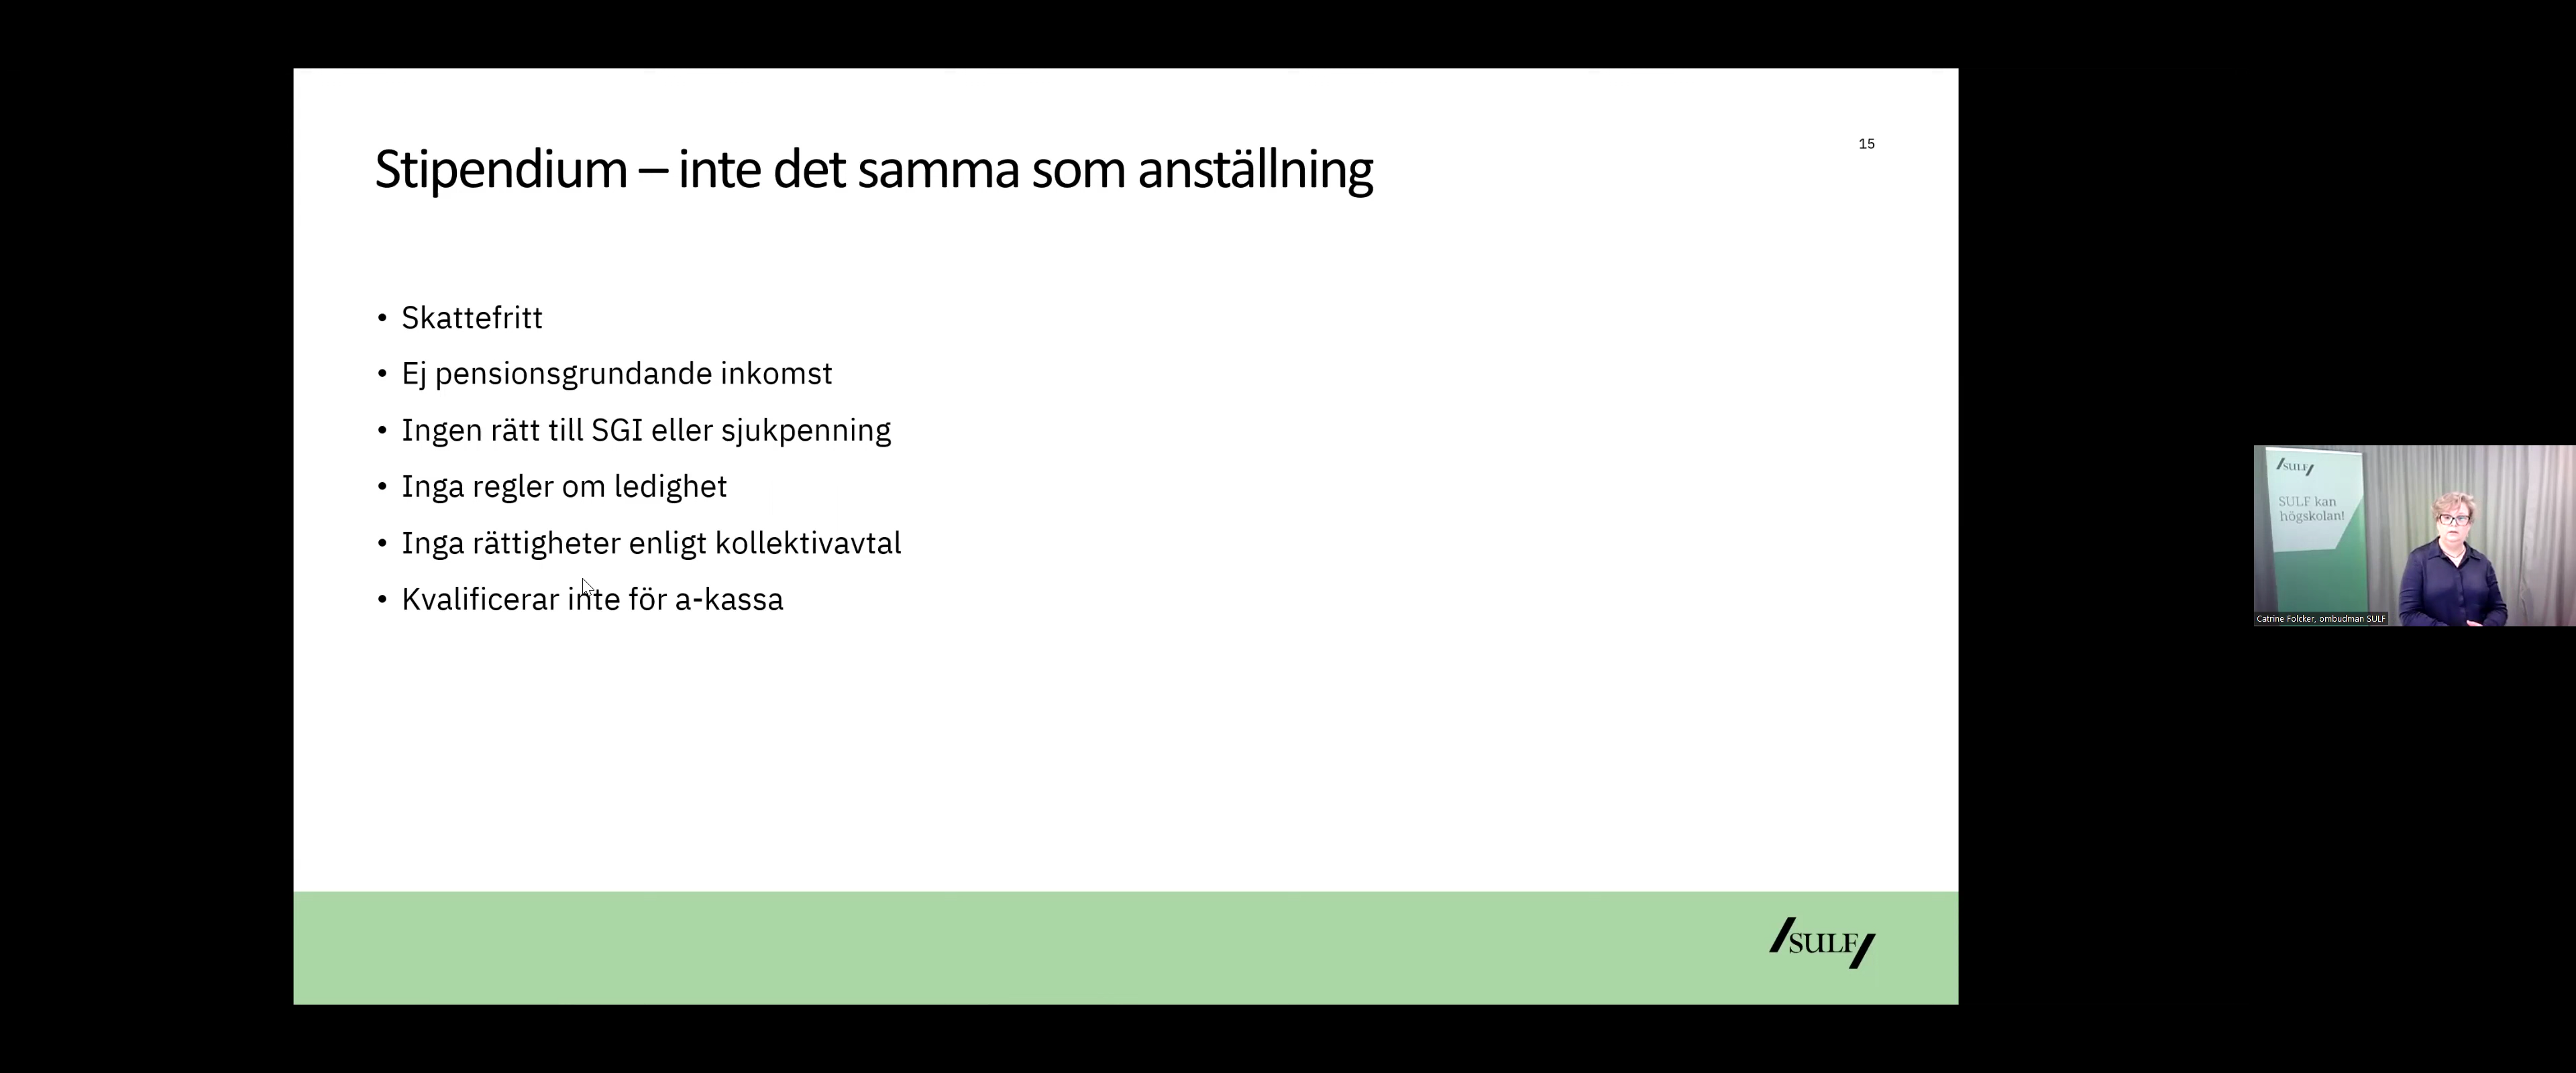 Stipendium – inte det samma som anställning
15
• Skattefritt
• Ej pensionsgrundande inkomst
• Ingen rätt till SGI eller sjukpenning
• Inga regler om ledighet
• Inga rättigheter enligt kollektivavtal
• Kvalificerar inte för a-kassa
/SULF/
/SULF/
SULF kan
högskolan!
Catrine Folcker, ombudman SULF